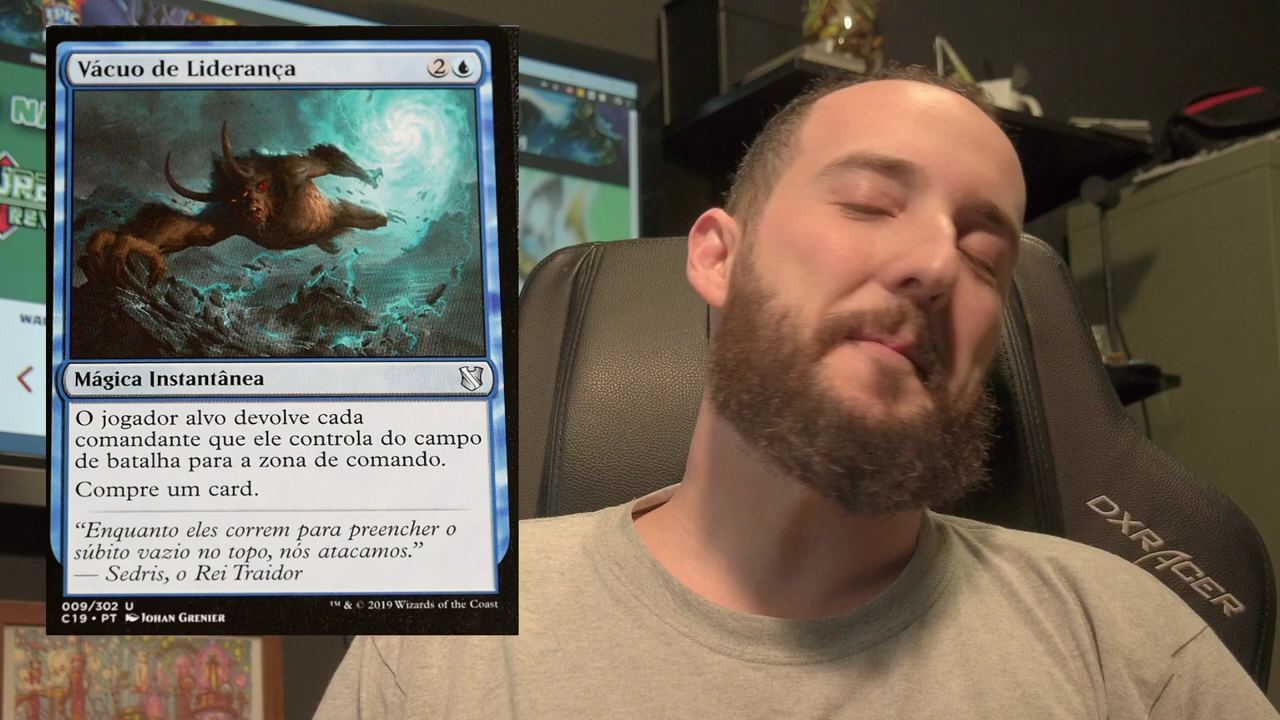 Vácuo de Liderança 2
Mágica Instantânea
O jogador alvo devolve cada
comandante que ele controla do campo
de batalha para a zona de comando.
Compre um card.
“Enquanto eles correm para preencher o
súbito vazio no topo, nós atacamos.”
— Sedris, o Rei Traidor
009/302 U
™ & © 2019 Wizards of the Coast
C19 • PT JOHAN GRENIER
EPIC
DXRACER